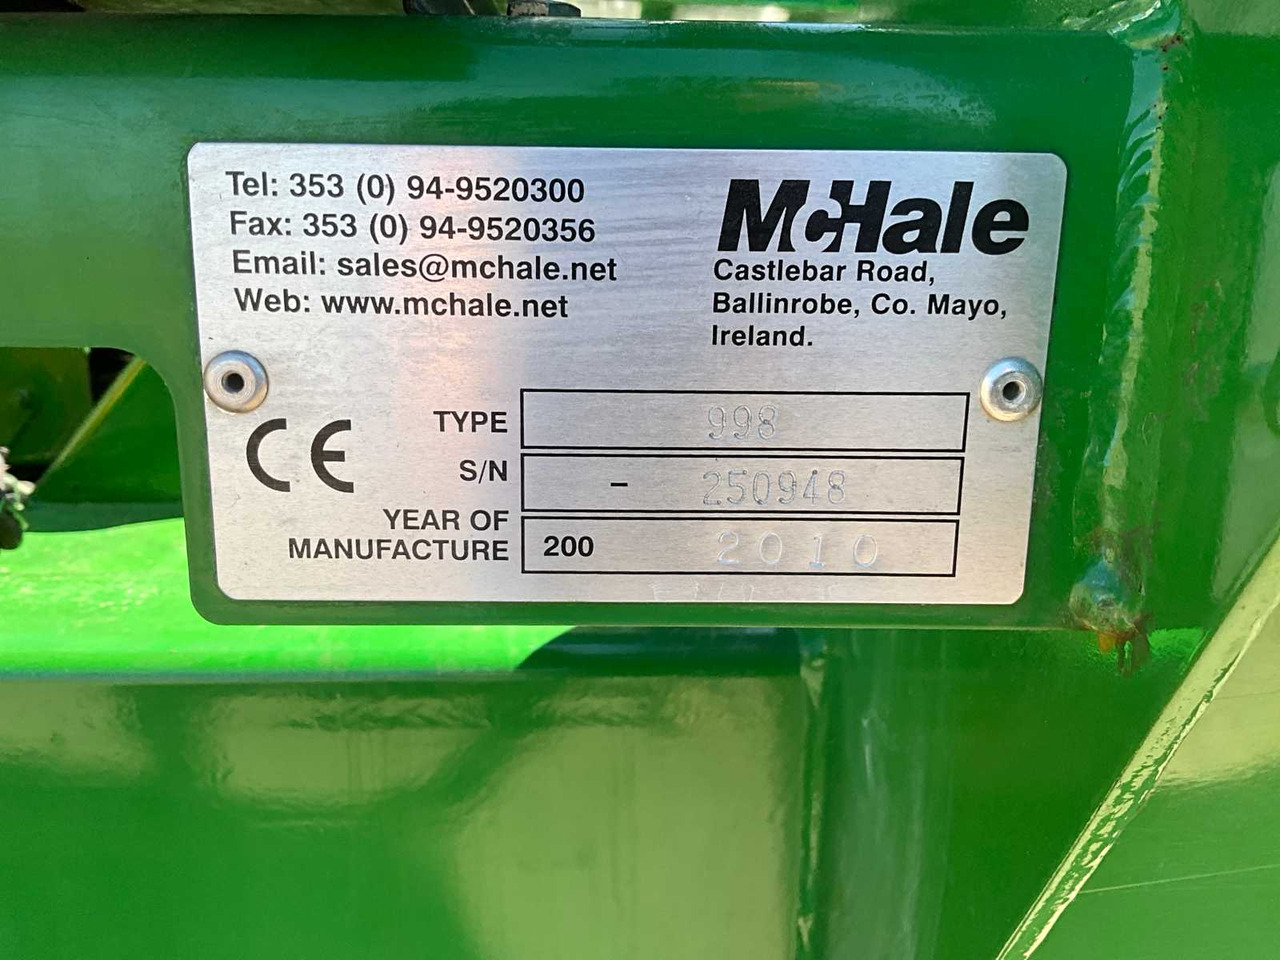 Tel: 353 (0) 94-9520300
Fax: 353 (0) 94-9520356
Email: sales@mchale.net
Web: www.mchale.net
McHale
Castlebar Road,
Ballinrobe, Co. Mayo,
Ireland.
CE
TYPE 998
S/N - 250948
YEAR OF
MANUFACTURE 200 2010